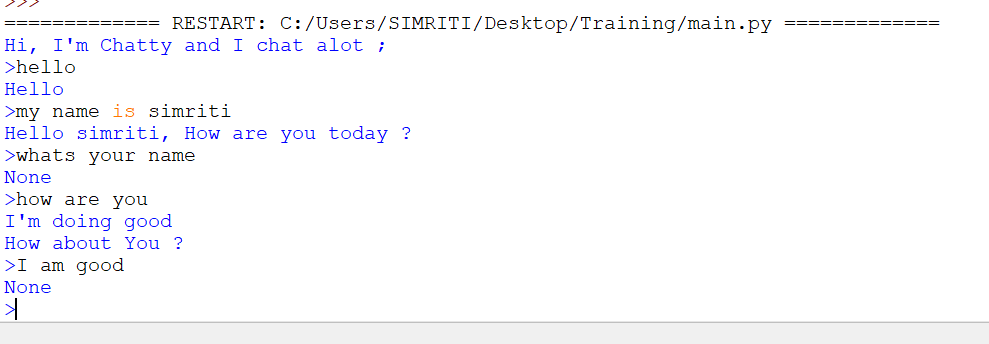 >>>
============= RESTART: C:/Users/SIMRITI/Desktop/Training/main.py =============
Hi, I'm Chatty and I chat alot ;
>hello
Hello
>my name is simriti
Hello simriti, How are you today ?
>whats your name
None
>how are you
I'm doing good
How about You ?
>I am good
None
>